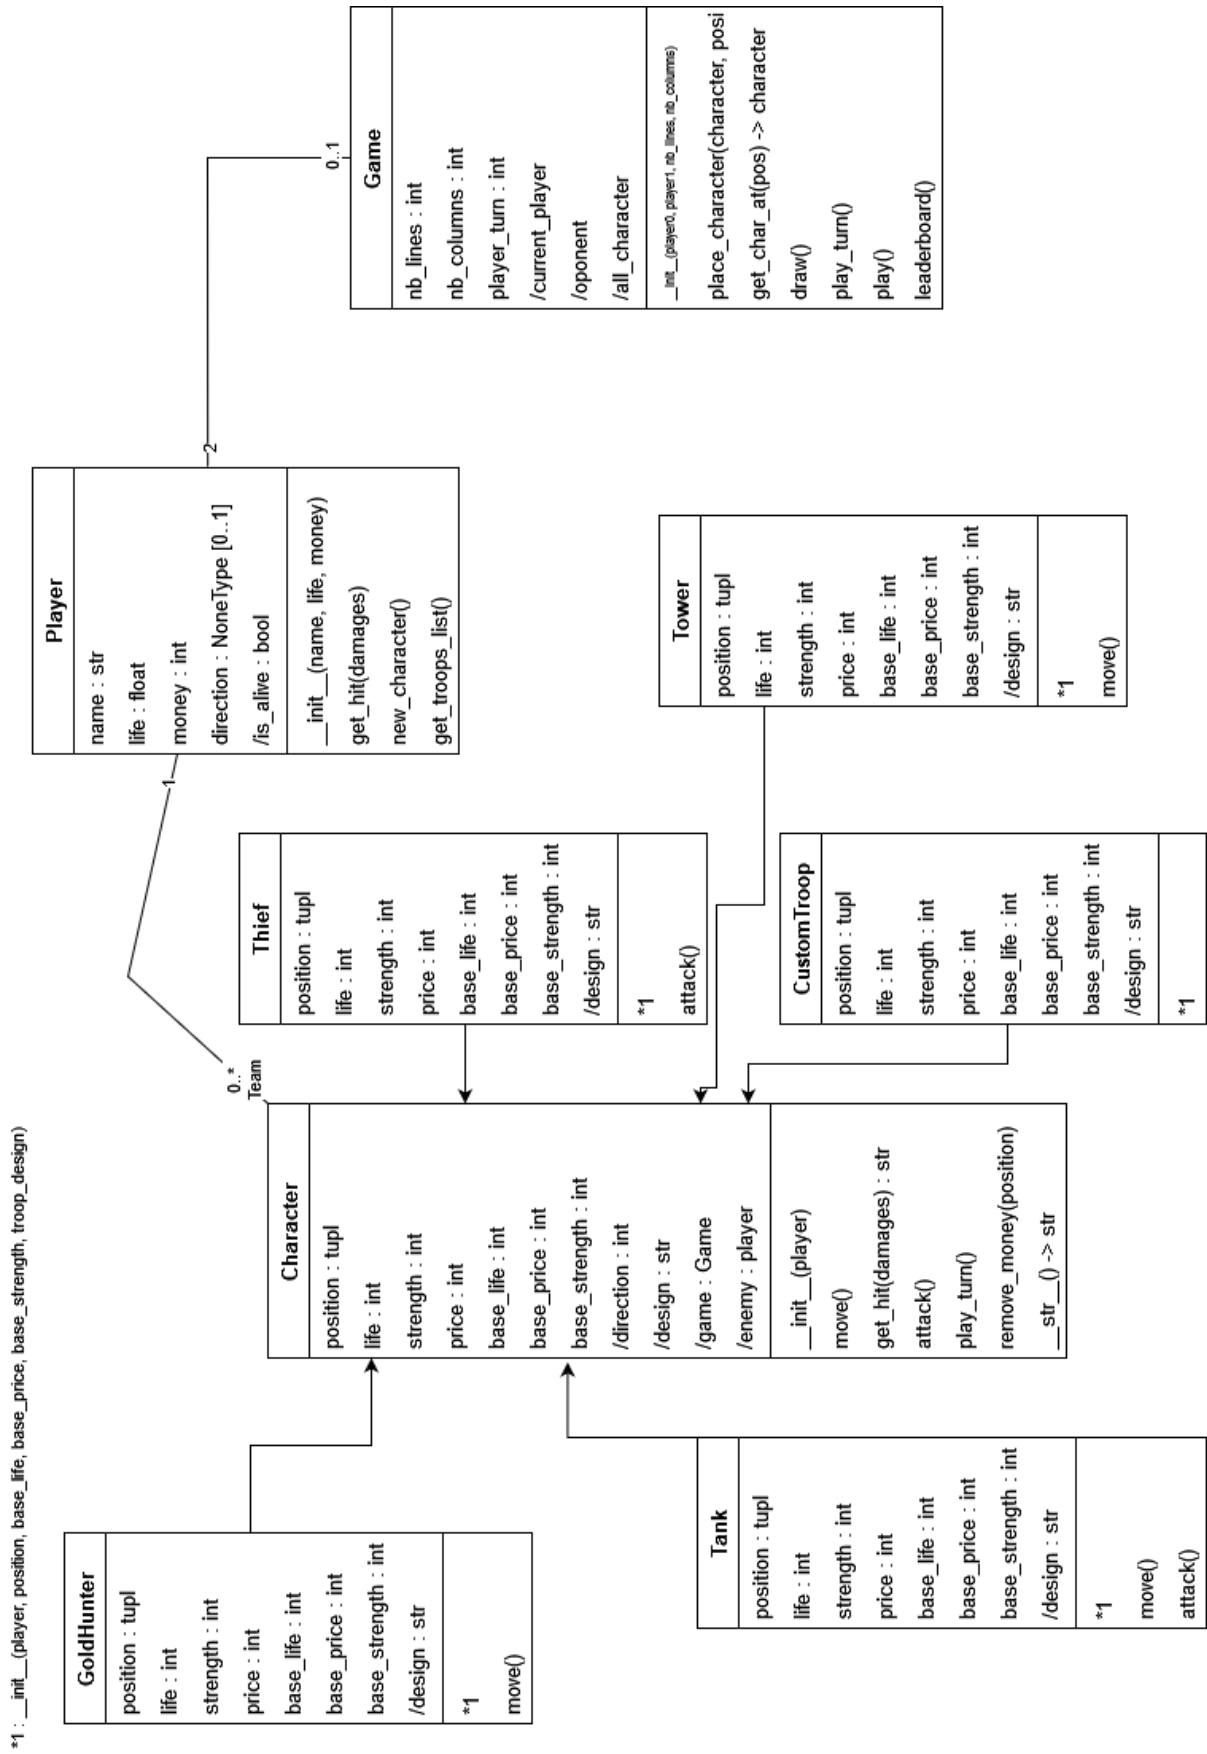 *1 : __init__(player, position, base_life, base_price, base_strength, troop_design)
GoldHunter
position : tupl
life : int
strength : int
price : int
base_life : int
base_price : int
base_strength : int
/design : str
*1
move()
Tank
position : tupl
life : int
strength : int
price : int
base_life : int
base_price : int
base_strength : int
/design : str
*1
move()
attack()
Character
position : tupl
life : int
strength : int
price : int
base_life : int
base_price : int
base_strength : int
/direction : int
/design : str
/game : Game
/enemy : player
__init__(player)
move()
get_hit(damages) : str
attack()
play_turn()
remove_money(position)
__str__() -> str
0..*
Team
1
Thief
position : tupl
life : int
strength : int
price : int
base_life : int
base_price : int
base_strength : int
/design : str
*1
attack()
CustomTroop
position : tupl
life : int
strength : int
price : int
base_life : int
base_price : int
base_strength : int
/design : str
*1
Player
name : str
life : float
money : int
direction : NoneType [0..1]
/is_alive : bool
__init__(name, life, money)
get_hit(damages)
new_character()
get_troops_list()
Tower
position : tupl
life : int
strength : int
price : int
base_life : int
base_price : int
base_strength : int
/design : str
*1
move()
2
0..1
Game
nb_lines : int
nb_columns : int
player_turn : int
/current_player
/oponent
/all_character
__init__(player0, player1, nb_lines, nb_columns)
place_character(character, posi
get_char_at(pos) -> character
draw()
play_turn()
play()
leaderboard()